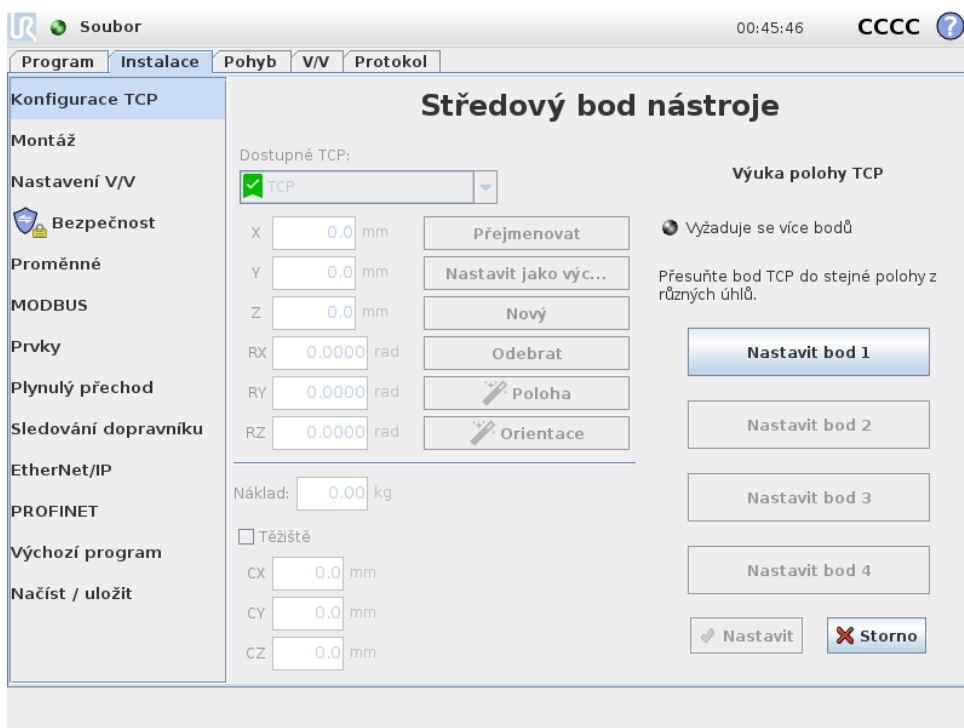 UR Soubor 00:45:46 CCCC ?
Program Instalace Pohyb V/V Protokol
Konfigurace TCP
Montáž
Nastavení V/V
Bezpečnost
Proměnné
MODBUS
Prvky
Plynulý přechod
Sledování dopravníku
EtherNet/IP
PROFINET
Výchozí program
Načíst / uložit
Středový bod nástroje
Dostupné TCP:
TCP
X 0.0 mm Přejmenovat
Y 0.0 mm Nastavit jako výc...
Z 0.0 mm Nový
RX 0.0000 rad Odebrat
RY 0.0000 rad Poloha
RZ 0.0000 rad Orientace
Náklad: 0.00 kg
Těžiště
CX 0.0 mm
CY 0.0 mm
CZ 0.0 mm
Výuka polohy TCP
Vyžaduje se více bodů
Přesuňte bod TCP do stejné polohy z
různých úhlů.
Nastavit bod 1
Nastavit bod 2
Nastavit bod 3
Nastavit bod 4
Nastavit Storno